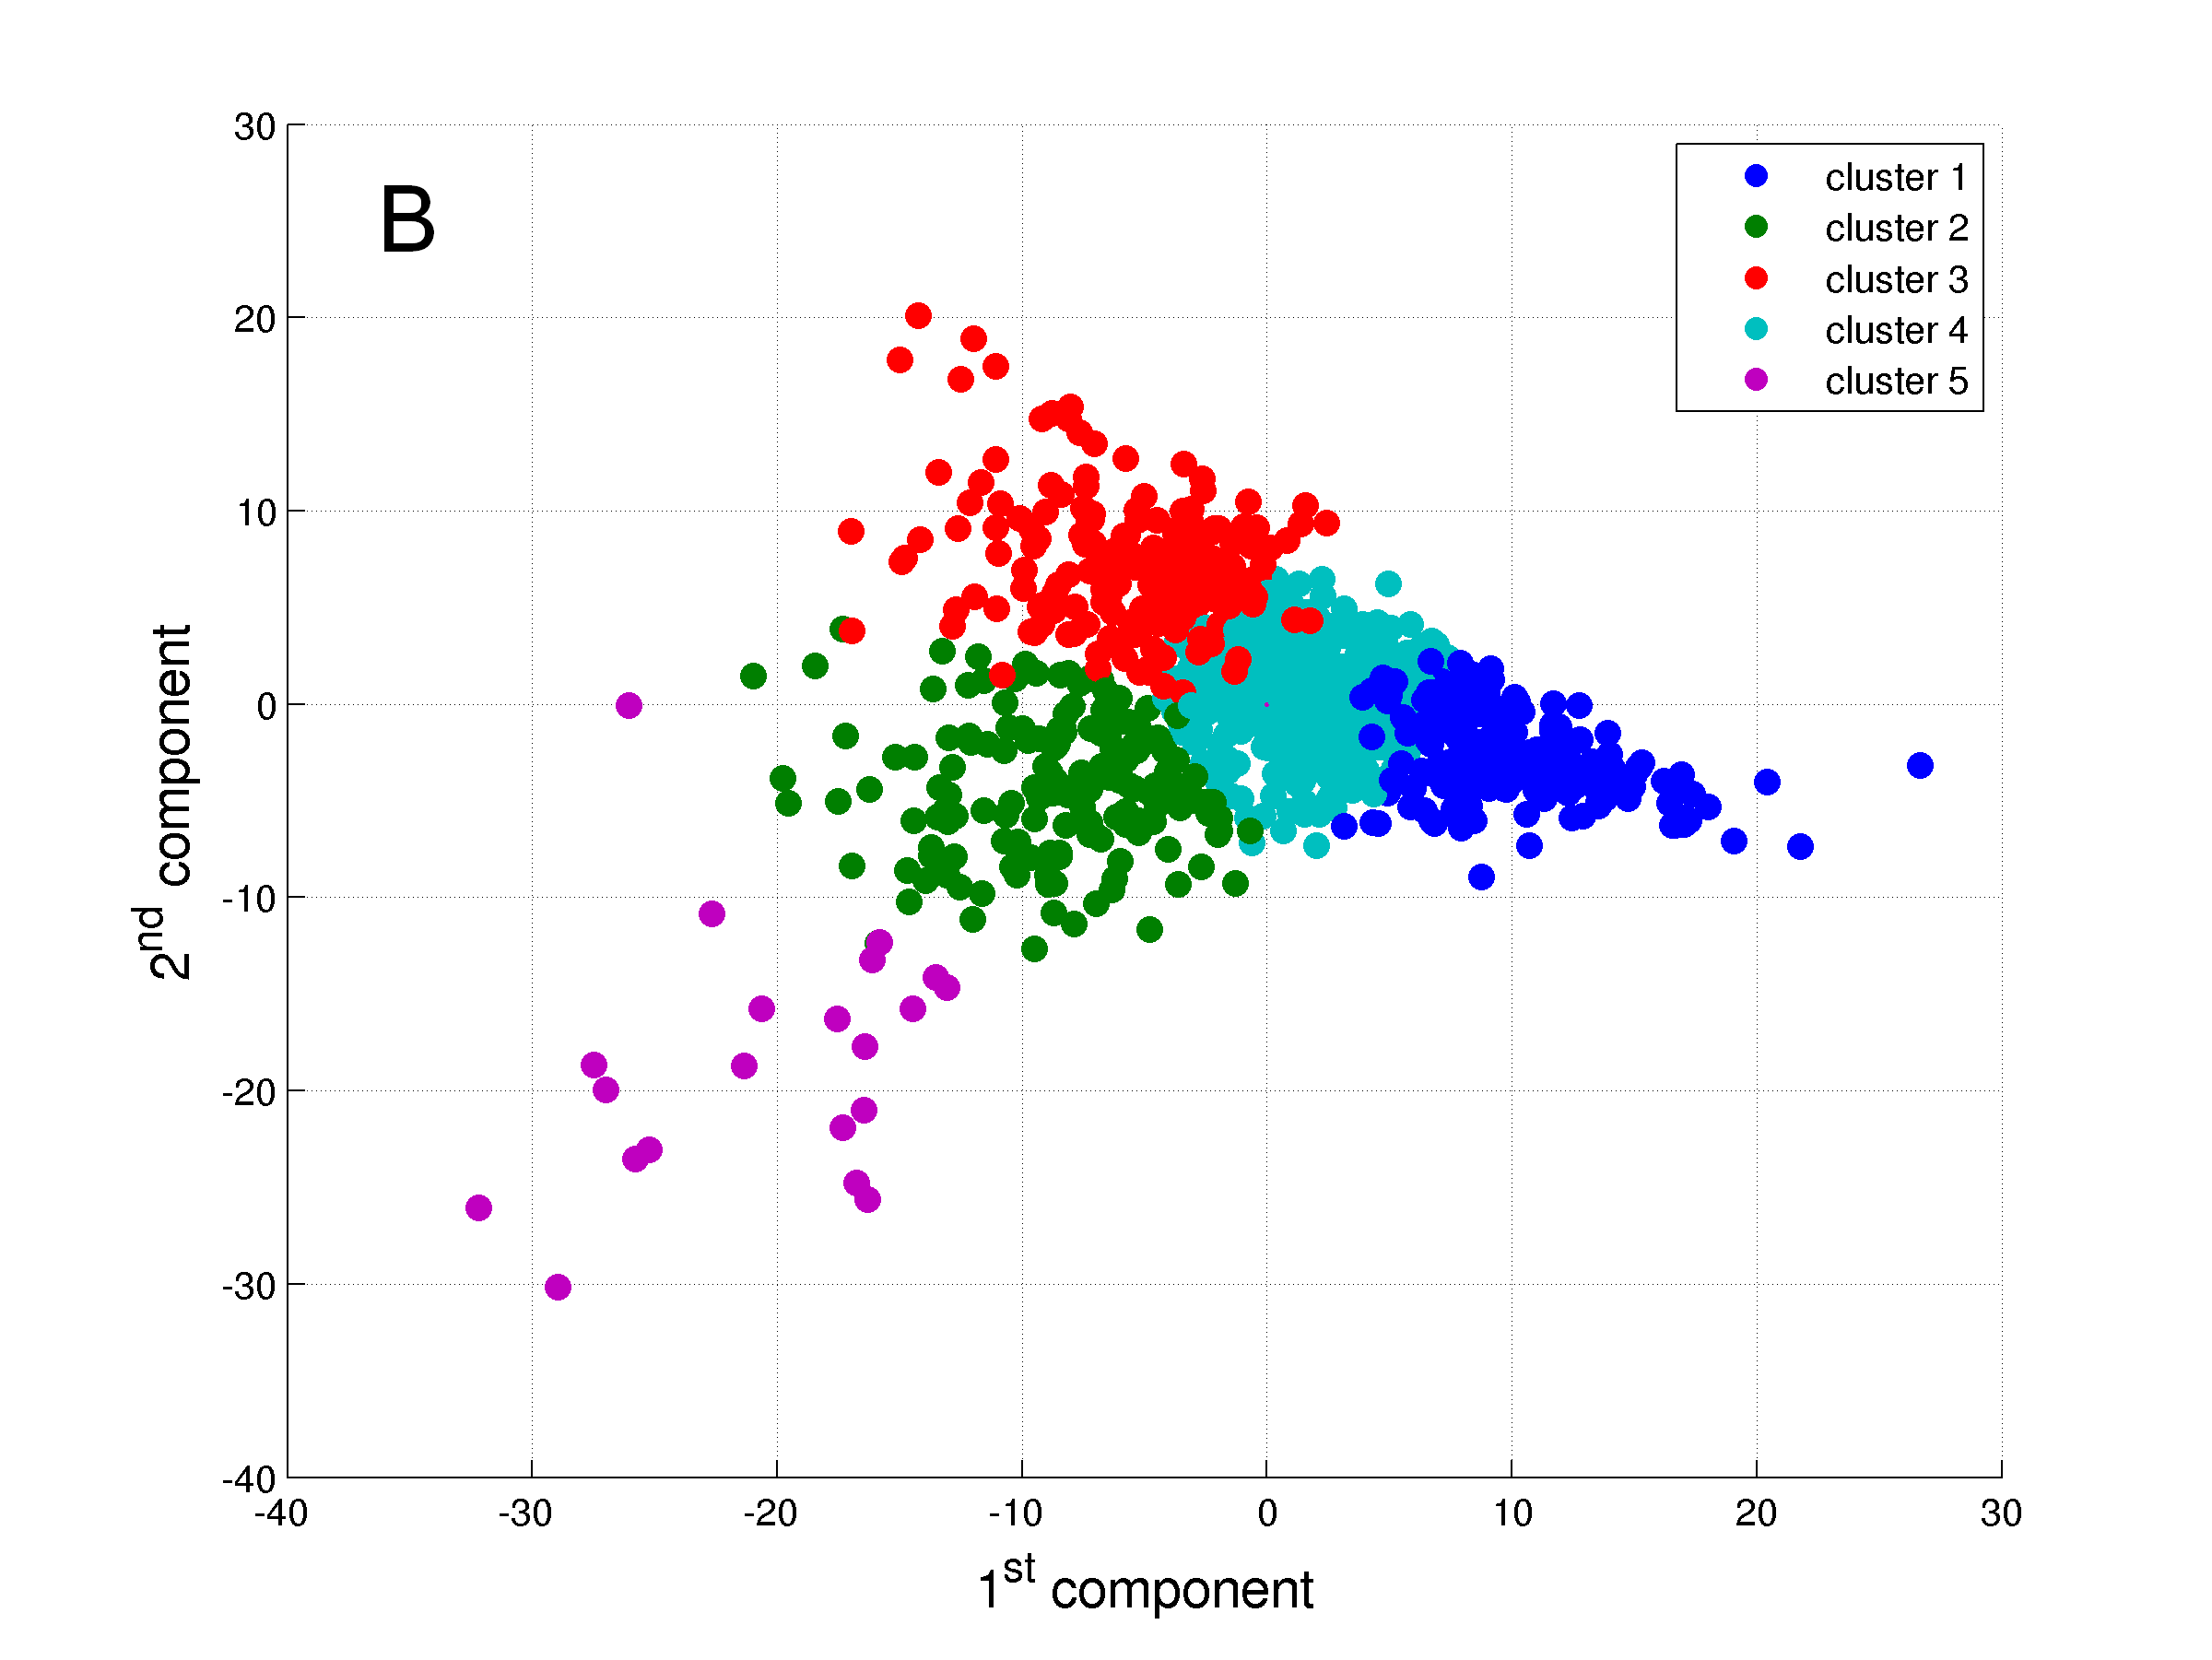 B
cluster 1
cluster 2
cluster 3
cluster 4
cluster 5
30
20
10
0
-10
-20
-30
-40
2nd component
-40 -30 -20 -10 0 10 20 30
1st component